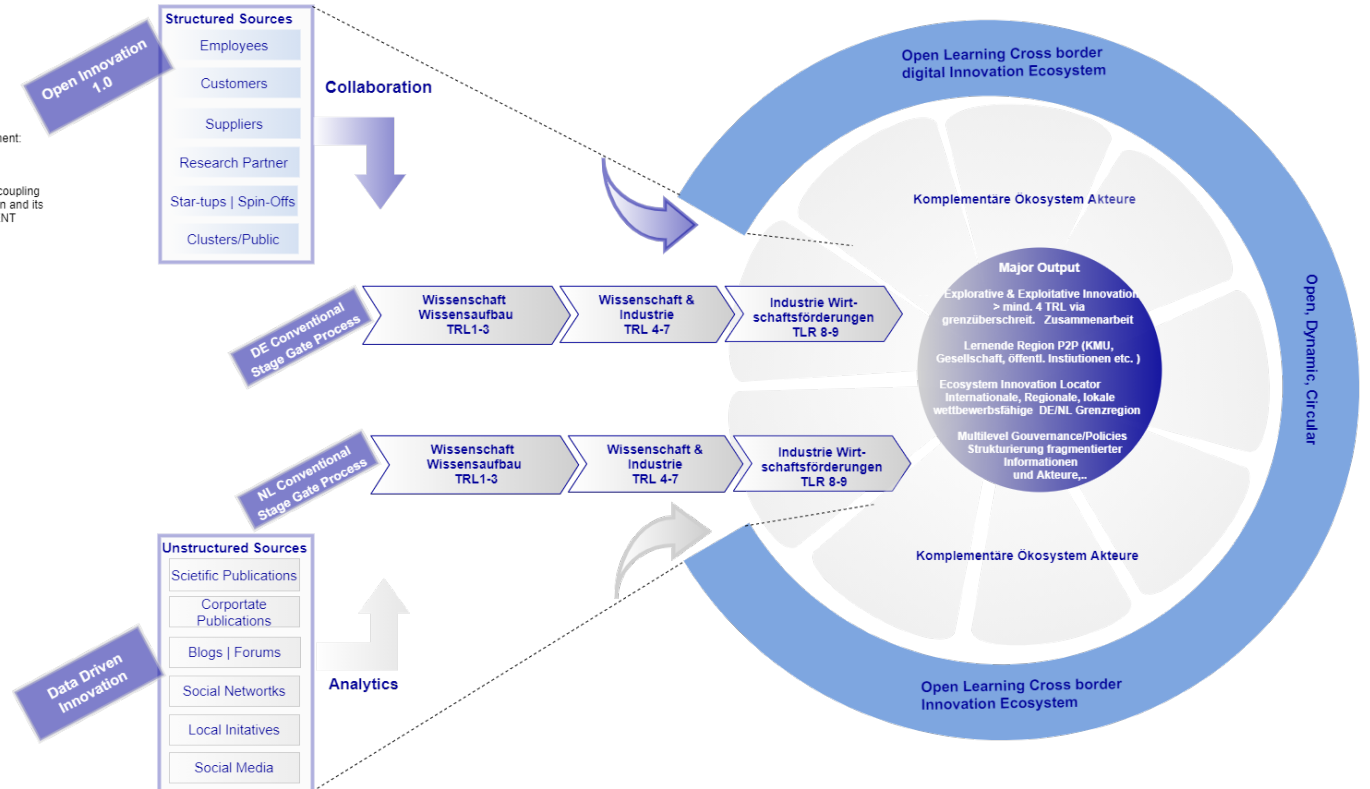 Structured Sources
Employees
Customers
Suppliers
Research Partner
Star-tups | Spin-Offs
Clusters/Public
Open Innovation
1.0
Collaboration
nent:
coupling
n and its
ENT
DE Conventional
Stage Gate Process
Wissenschaft
Wissensaufbau
TRL1-3
Wissenschaft &
Industrie
TRL 4-7
Industrie Wirt-
schaftsförderungen
TLR 8-9
NL Conventional
Stage Gate Process
Wissenschaft
Wissensaufbau
TRL1-3
Wissenschaft &
Industrie
TRL 4-7
Industrie Wirt-
schaftsförderungen
TLR 8-9
Unstructured Sources
Scietific Publications
Corportate
Publications
Blogs | Forums
Social Networtks
Local Initatives
Social Media
Data Driven
Innovation
Analytics
Open Learning Cross border
digital Innovation Ecosystem
Komplementäre Ökosystem Akteure
Major Output
Explorative & Exploitative Innovation
> mind. 4 TRL via
grenzüberschreit. Zusammenarbeit
Lernende Region P2P (KMU,
Gesellschaft, öffentl. Instiutionen etc. )
Ecosystem Innovation Locator
Internationale, Regionale, lokale
wettbewerbsfähige DE/NL Grenzregion
Multilevel Gouvernance/Policies
Strukturierung fragmentierter
Informationen
und Akteure,..
Komplementäre Ökosystem Akteure
Open Learning Cross border
Innovation Ecosystem
Open, Dynamic, Circular